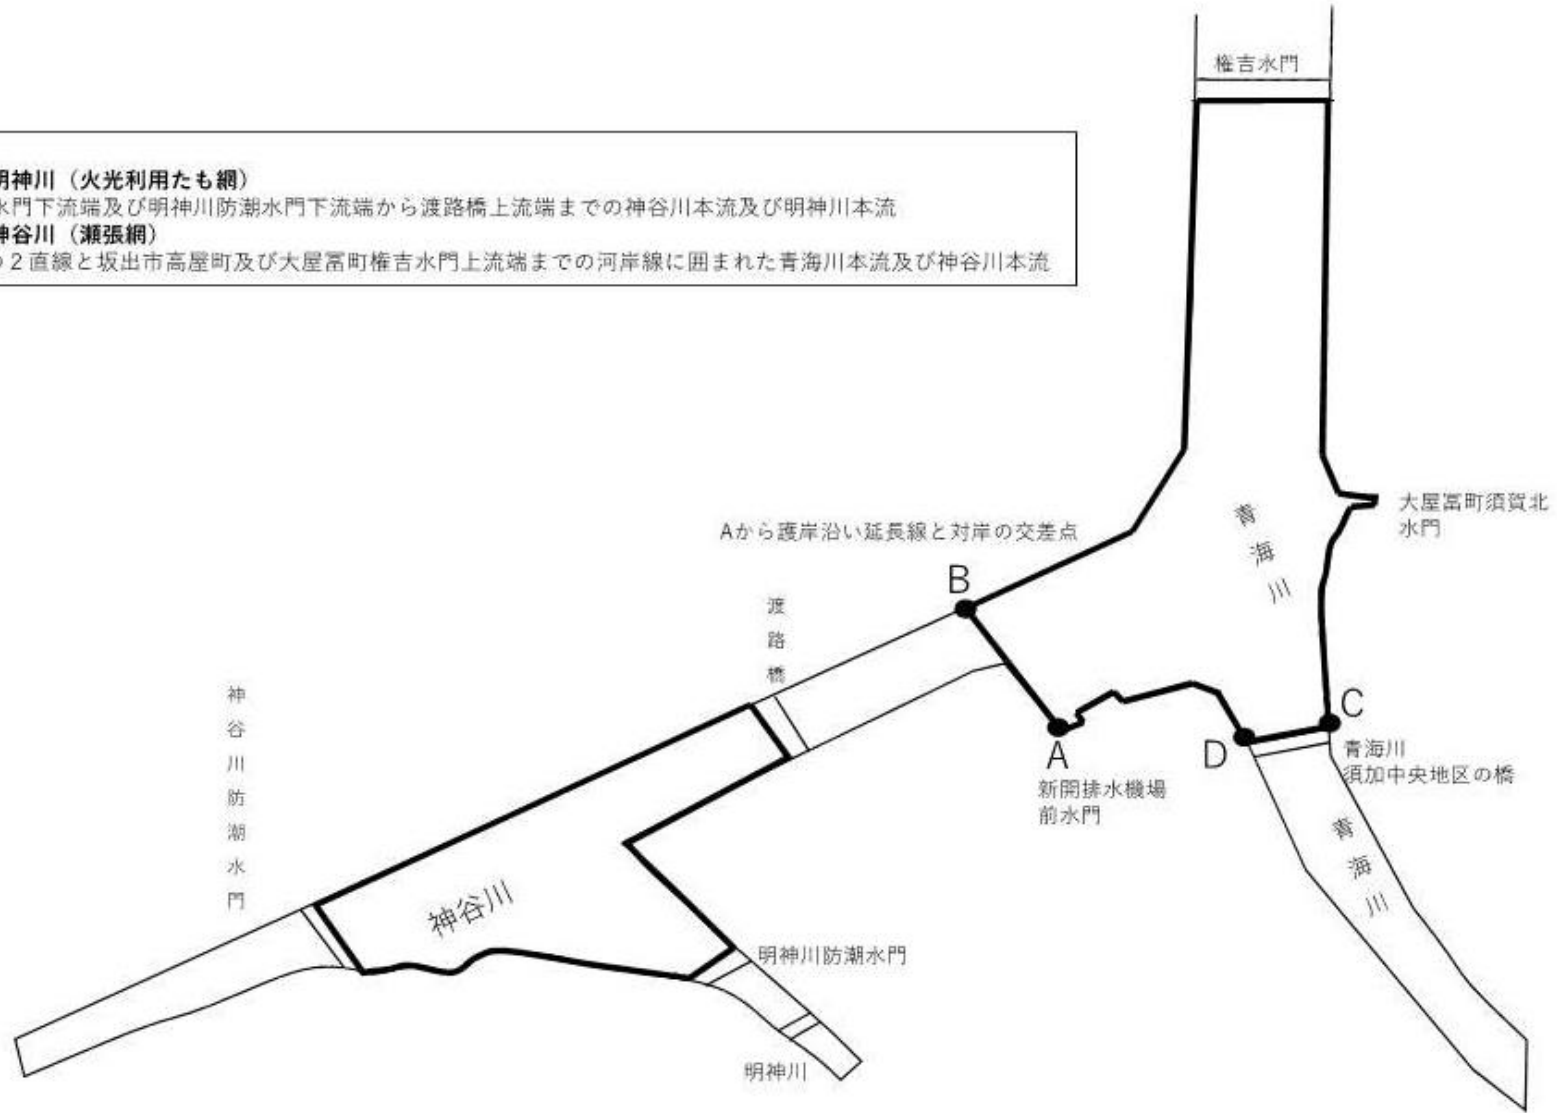 権吉水門
明神川（火光利用たも網）
水門下流端及び明神川防潮水門下流端から渡路橋上流端までの神谷川本流及び明神川本流
神谷川（瀬張網）
の２直線と坂出市高屋町及び大屋冨町権吉水門上流端までの河岸線に囲まれた青海川本流及び神谷川本流
大屋冨町須賀北
水門
青海川
Aから護岸沿い延長線と対岸の交差点
B
渡路橋
神谷川防潮水門
C
A
D
青海川
須加中央地区の橋
新開排水機場
前水門
青海川
神谷川
明神川防潮水門
明神川